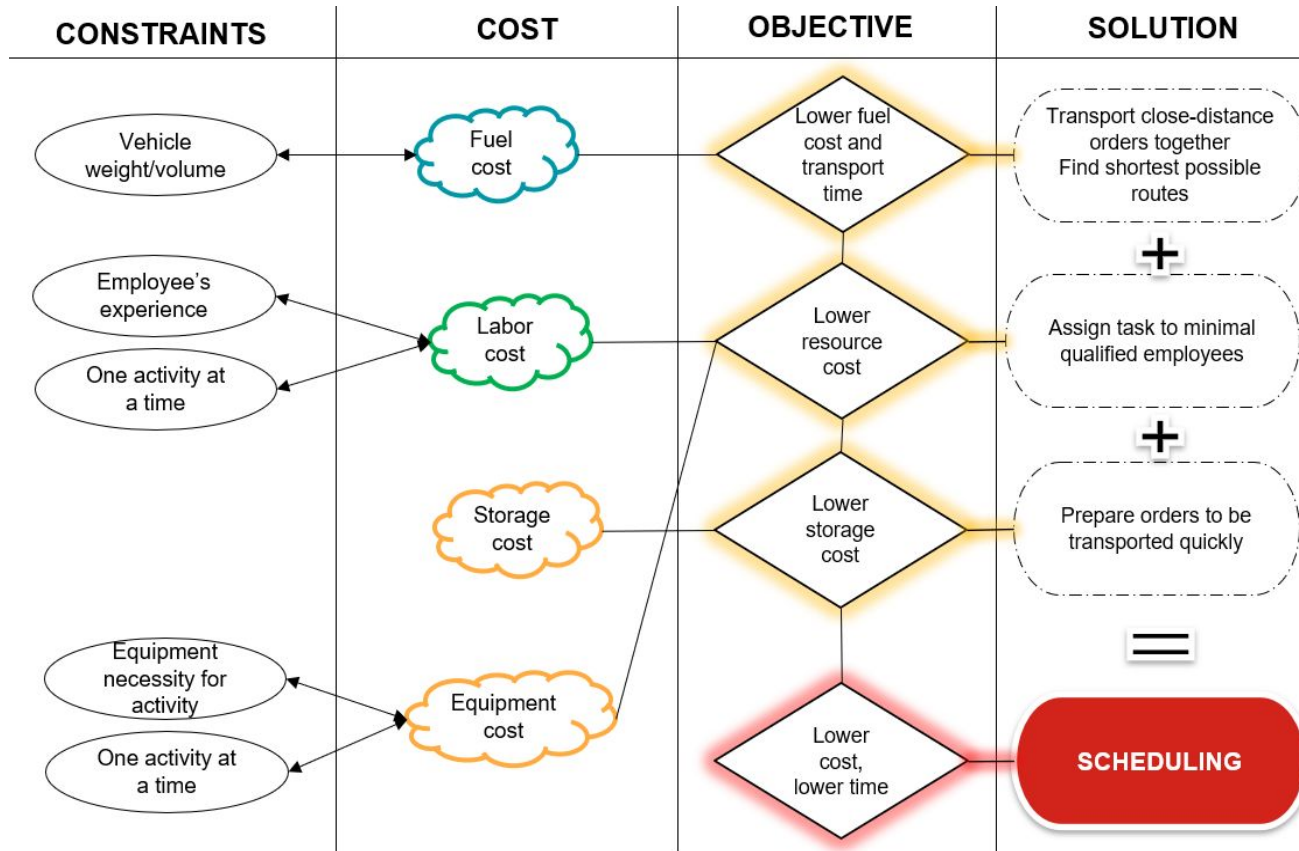 CONSTRAINTS
COST
OBJECTIVE
SOLUTION
Vehicle
weight/volume
Fuel
cost
Lower fuel
cost and
transport
time
Transport close-distance
orders together
Find shortest possible
routes
+
Employee’s
experience
One activity at
a time
Labor
cost
Lower
resource
cost
Assign task to minimal
qualified employees
+
Storage
cost
Lower
storage
cost
Prepare orders to be
transported quickly
=
Equipment
necessity for
activity
One activity at
a time
Equipment
cost
Lower
cost,
lower time
SCHEDULING